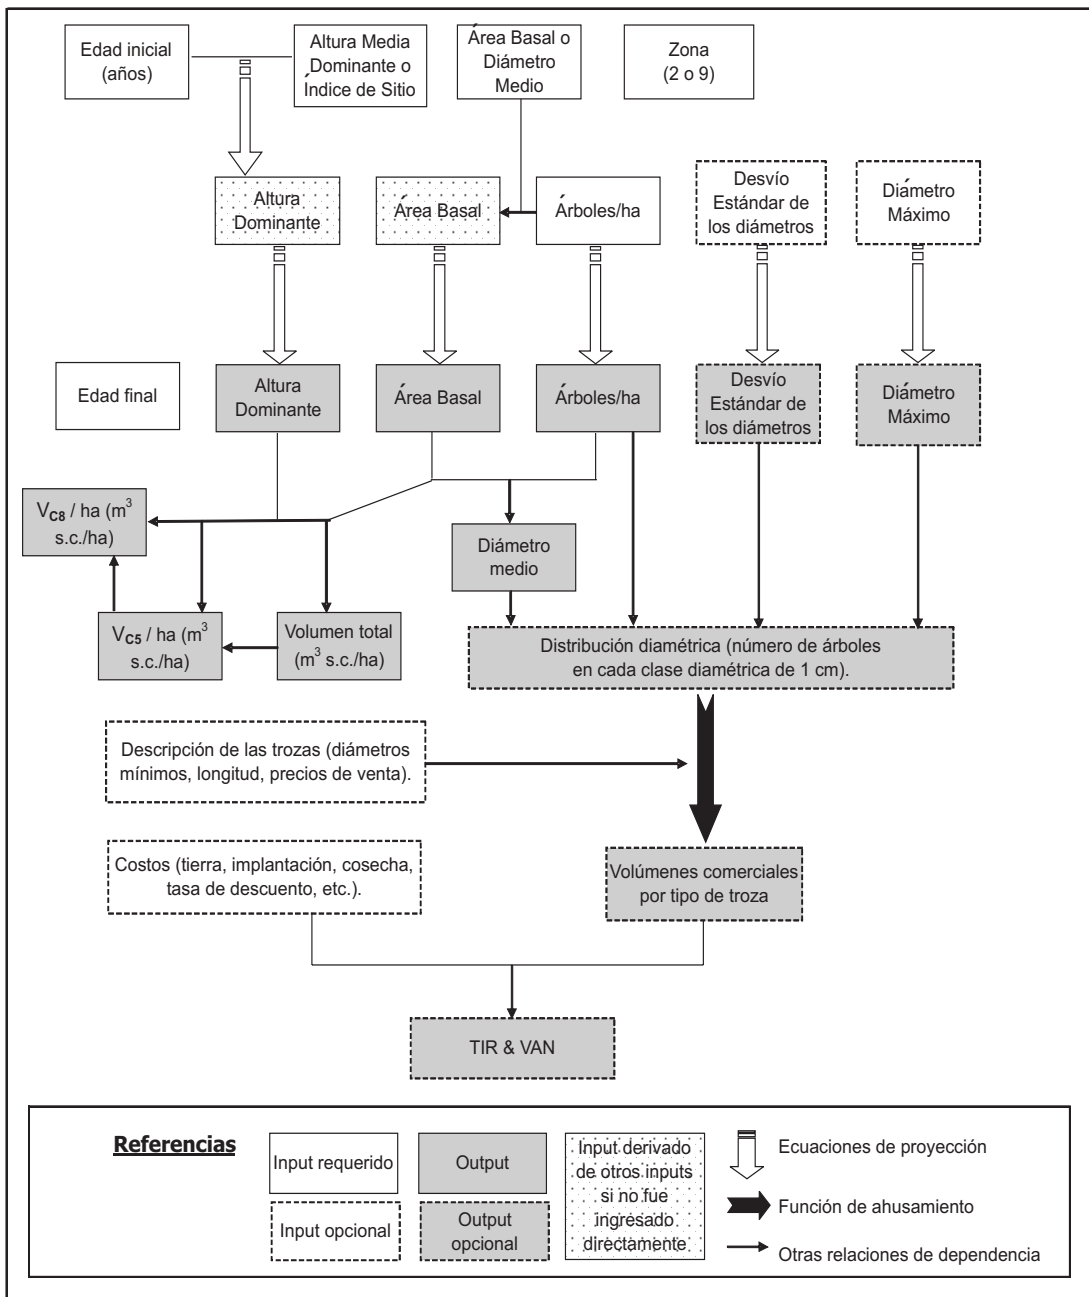 Edad inicial
(años)
Altura Media
Dominante o
Índice de Sitio
Área Basal o
Diámetro
Medio
Zona
(2 o 9)
Altura
Dominante
Área Basal
Árboles/ha
Desvío
Estándar de
los diámetros
Diámetro
Máximo
Edad final
Altura
Dominante
Área Basal
Árboles/ha
Desvío
Estándar de
los diámetros
Diámetro
Máximo
VC8 / ha (m3
s.c./ha)
Diámetro
medio
VC5 / ha (m3
s.c./ha)
Volumen total
(m3 s.c./ha)
Distribución diamétrica (número de árboles
en cada clase diamétrica de 1 cm).
Descripción de las trozas (diámetros
mínimos, longitud, precios de venta).
Costos (tierra, implantación, cosecha,
tasa de descuento, etc.).
Volúmenes comerciales
por tipo de troza
TIR & VAN
Referencias
Input requerido
Output
Input derivado
de otros inputs
si no fue
ingresado
directamente
Input opcional
Output
opcional
Ecuaciones de proyección
Función de ahusamiento
Otras relaciones de dependencia